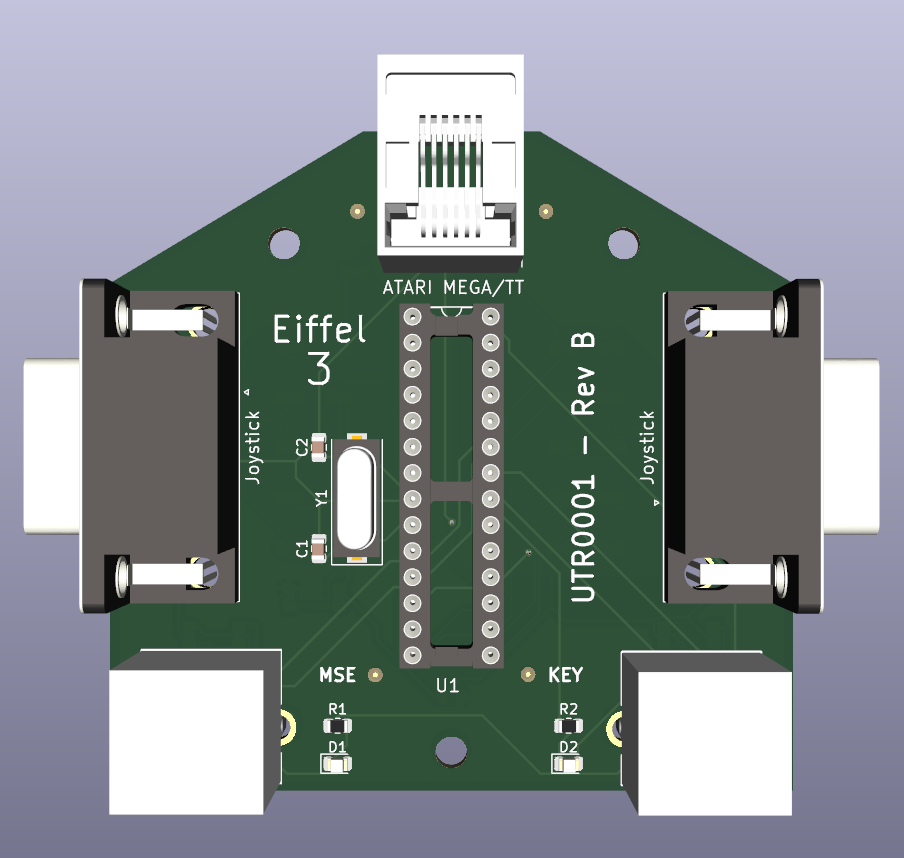 ATARI MEGA/TT
Eiffel
3
UTR0001 - Rev B
Joystick
Joystick
C2
Y1
C1
MSE
KEY
U1
R1
R2
D1
D2